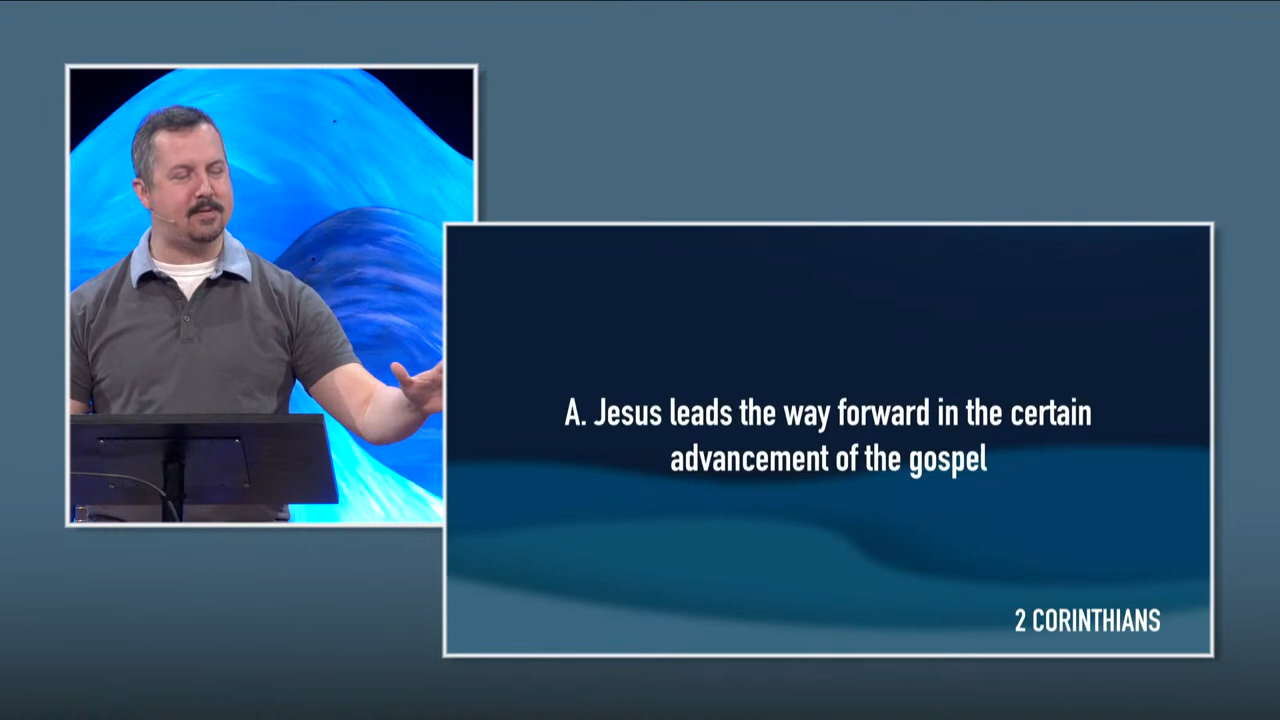 A. Jesus leads the way forward in the certain
advancement of the gospel
2 CORINTHIANS